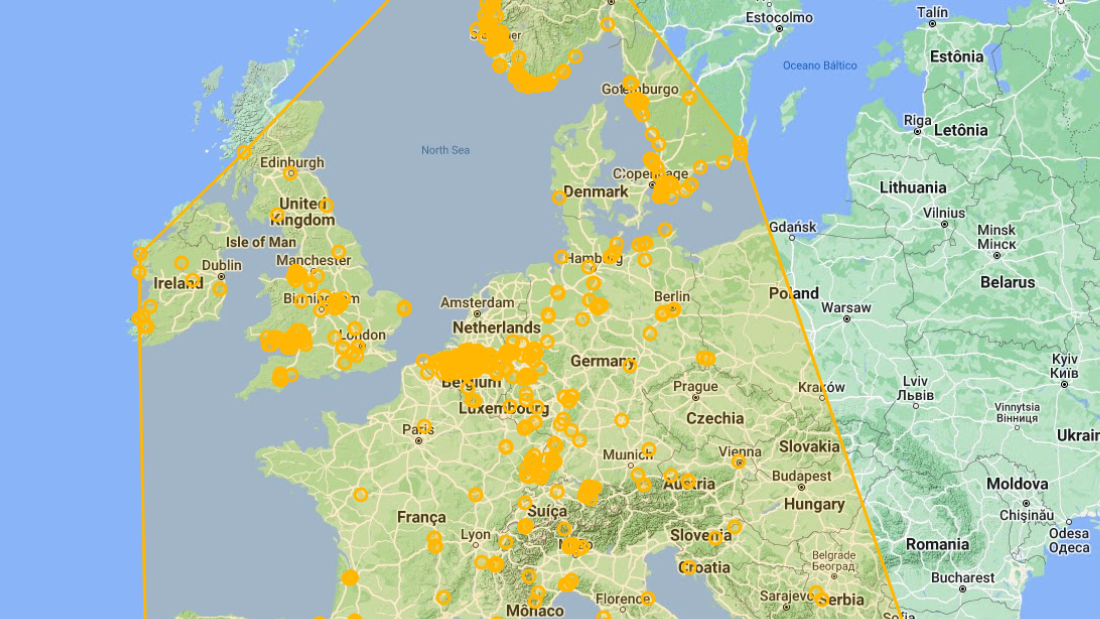 Estocolmo
Talín
Estônia
Oceano Báltico
Gotemburgo
Riga
Letônia
North Sea
Edinburgh
Denmark
Lithuania
Vilnius
United
Kingdom
Gdańsk
Minsk
Мінск
Isle of Man
Dublin
Manchester
Hamburg
Ireland
Belarus
Birmingham
Amsterdam
Berlin
Poland
Warsaw
London
Netherlands
Germany
Belgium
Kyiv
Київ
Prague
Kraków
Lviv
Львів
Luxembourg
Vinnytsia
Вінниця
Paris
Czechia
Ukrain
Slovakia
Vienna
Munich
Budapest
Austria
Moldova
Hungary
Chișinău
França
Suíça
Odesa
Одеса
Lyon
Slovenia
Romania
Croatia
Belgrade
Београд
Bucharest
Florence
Sarajevo
Serbia
Mônaco
Sofia